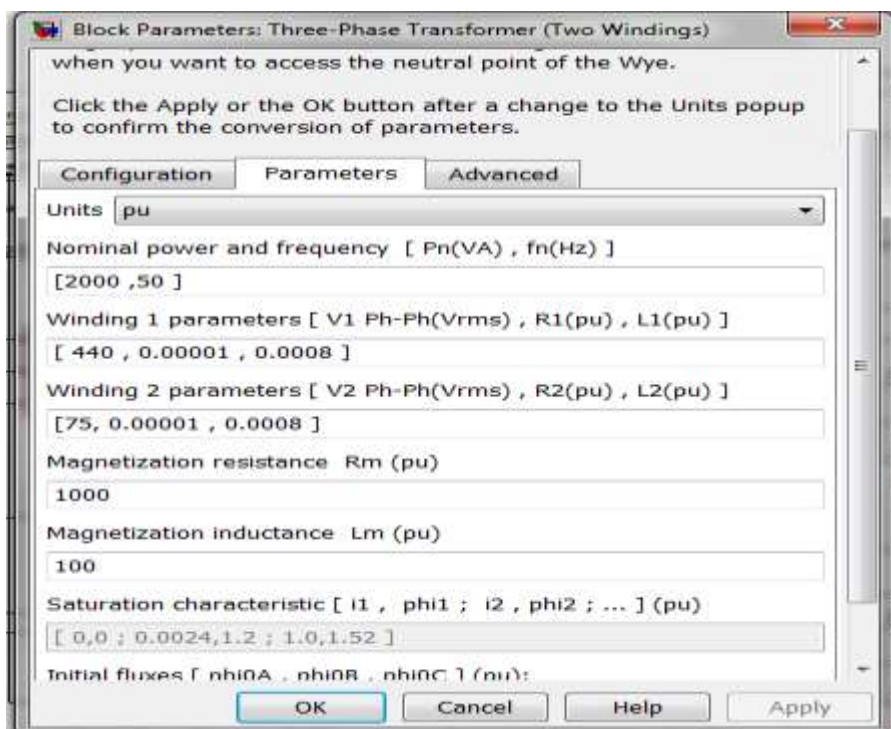 Block Parameters: Three-Phase Transformer (Two Windings)
when you want to access the neutral point of the Wye.
Click the Apply or the OK button after a change to the Units popup
to confirm the conversion of parameters.
Configuration Parameters Advanced
Units pu
Nominal power and frequency [ Pn(VA) , fn(Hz) ]
[2000 ,50 ]
Winding 1 parameters [ V1 Ph-Ph(Vrms) , R1(pu) , L1(pu) ]
[ 440 , 0.00001 , 0.0008 ]
Winding 2 parameters [ V2 Ph-Ph(Vrms) , R2(pu) , L2(pu) ]
[75, 0.00001 , 0.0008 ]
Magnetization resistance Rm (pu)
1000
Magnetization inductance Lm (pu)
100
Saturation characteristic [ i1 , phi1 ; i2 , phi2 ; ... ] (pu)
[ 0,0 ; 0.0024,1.2 ; 1.0,1.52 ]
Initial fluxes [ phi0A , phi0B , phi0C ] (pu):
OK Cancel Help Apply